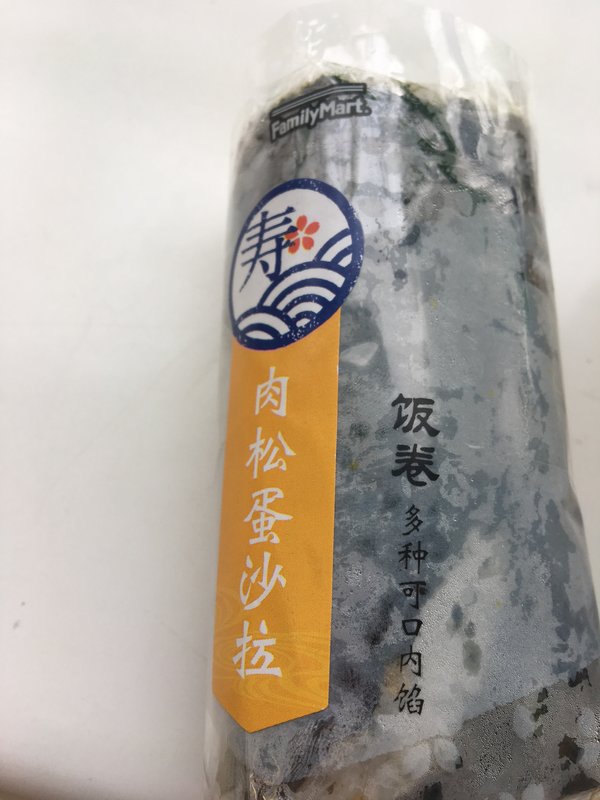 FamilyMart
寿
肉松蛋沙拉
饭卷
多种可口内馅